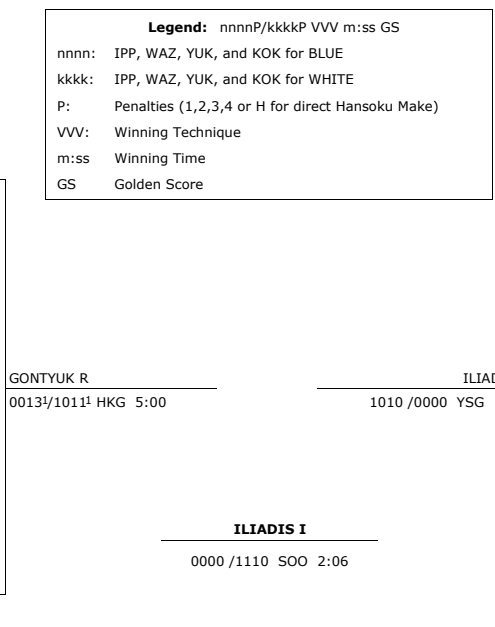 Legend: nnnnP/kkkkP VVV m:ss GS
nnnn: IPP, WAZ, YUK, and KOK for BLUE
kkkk: IPP, WAZ, YUK, and KOK for WHITE
P: Penalties (1,2,3,4 or H for direct Hansoku Make)
VVV: Winning Technique
m:ss Winning Time
GS Golden Score
GONTYUK R
0013¹/1011¹ HKG 5:00
ILIAD
1010 /0000 YSG
ILIADIS I
0000 /1110 SOO 2:06